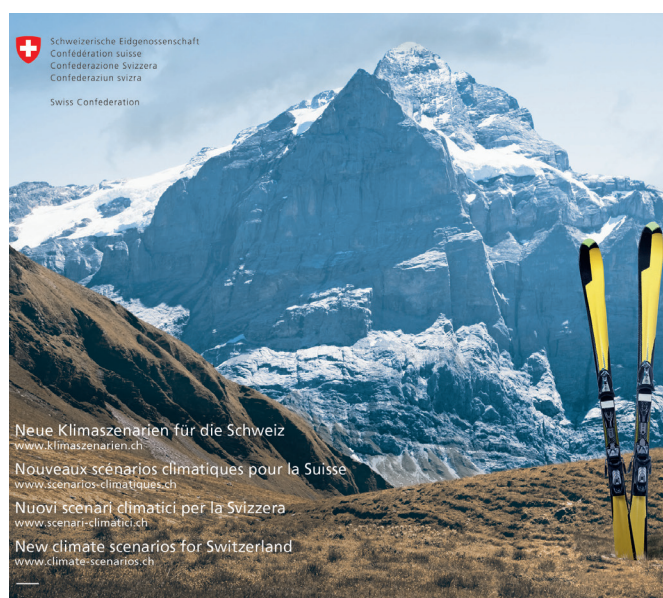 Schweizerische Eidgenossenschaft
Confédération suisse
Confederazione Svizzera
Confederaziun svizra
Swiss Confederation
Neue Klimaszenarien für die Schweiz
www.klimaszenarien.ch
Nouveaux scénarios climatiques pour la Suisse
www.scenarios-climatiques.ch
Nuovi scenari climatici per la Svizzera
www.scenari-climatici.ch
New climate scenarios for Switzerland
www.climate-scenarios.ch